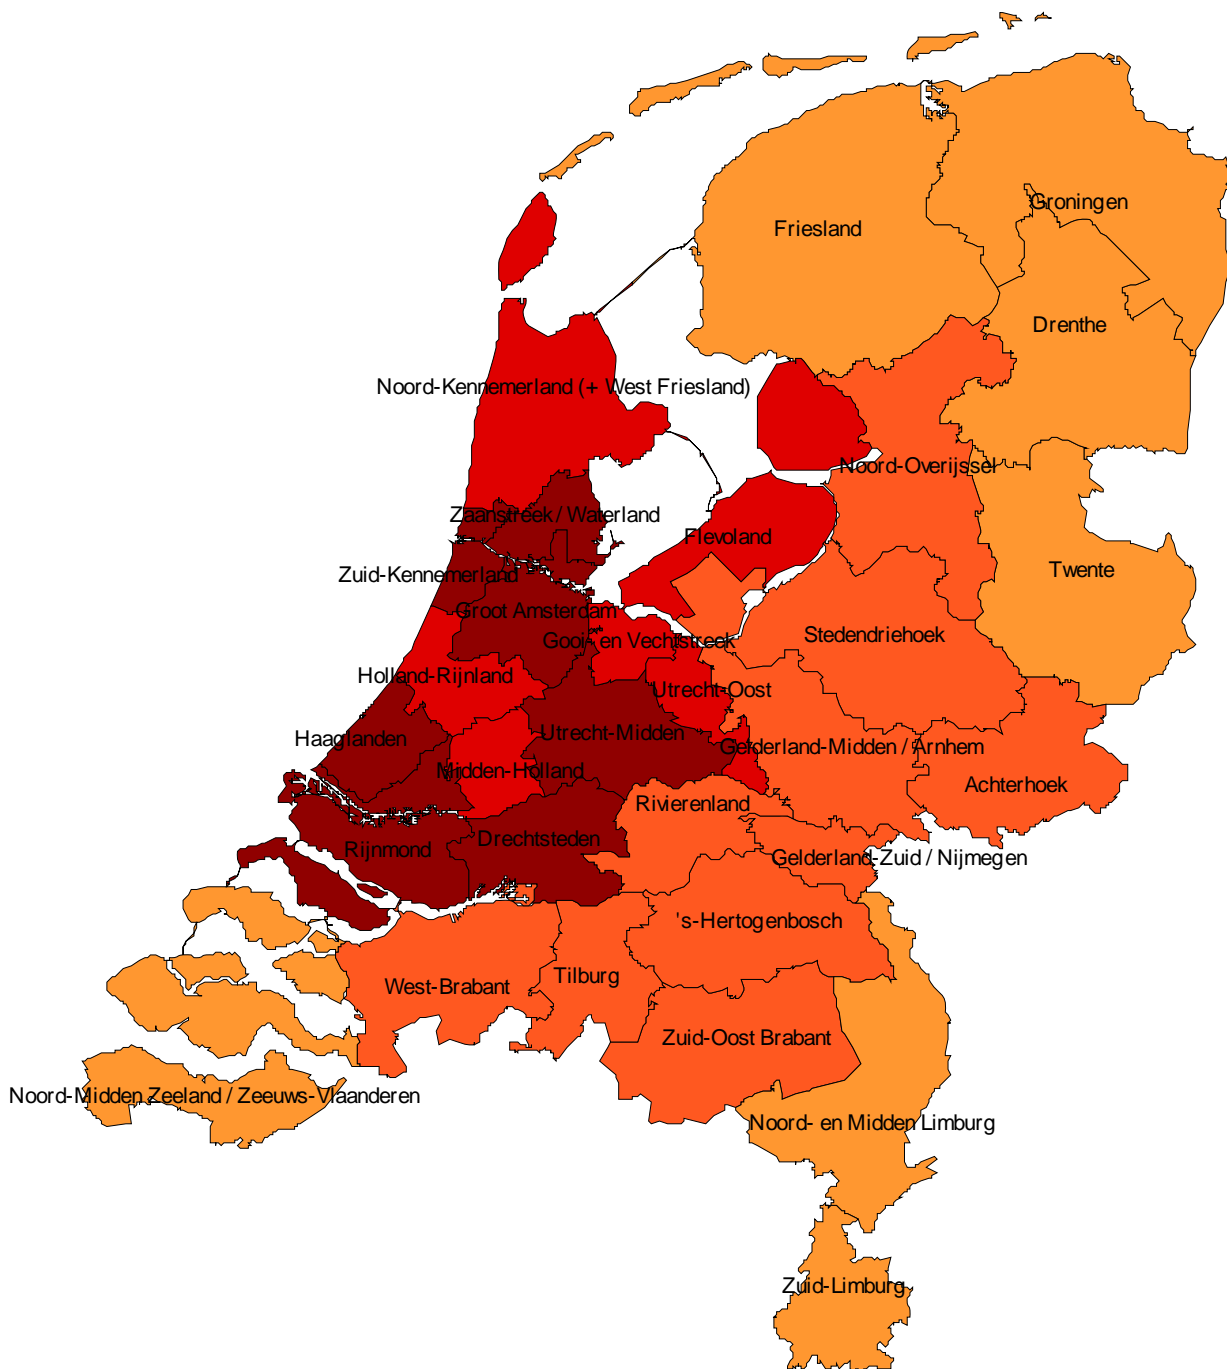 Groningen
Friesland
Drenthe
Noord-Kennemerland (+ West Friesland)
Noord-Overijssel
Zaanstreek / Waterland
Flevoland
Zuid-Kennemerland
Twente
Groot Amsterdam
Stedendriehoek
Gooi- en Vechtstreek
Holland-Rijnland
Utrecht-Oost
Haaglanden
Utrecht-Midden
Gelderland-Midden / Arnhem
Midden-Holland
Achterhoek
Rivierenland
Drechtsteden
Rijnmond
Gelderland-Zuid / Nijmegen
's-Hertogenbosch
Tilburg
West-Brabant
Zuid-Oost Brabant
Noord-Midden Zeeland / Zeeuws-Vlaanderen
Noord- en Midden Limburg
Zuid-Limburg